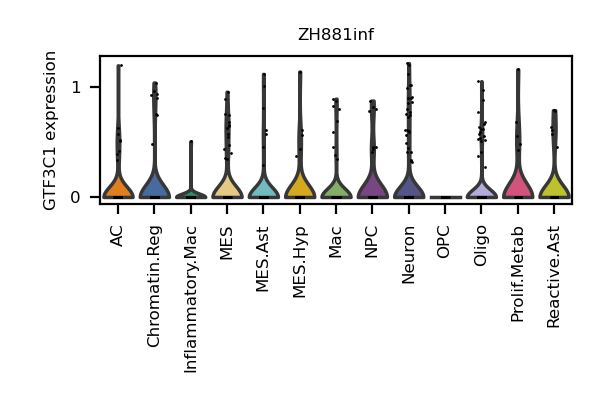 ZH881inf
GTF3C1 expression
1
0
AC
Chromatin.Reg
Inflammatory.Mac
MES
MES.Ast
MES.Hyp
Mac
NPC
Neuron
OPC
Oligo
Prolif.Metab
Reactive.Ast